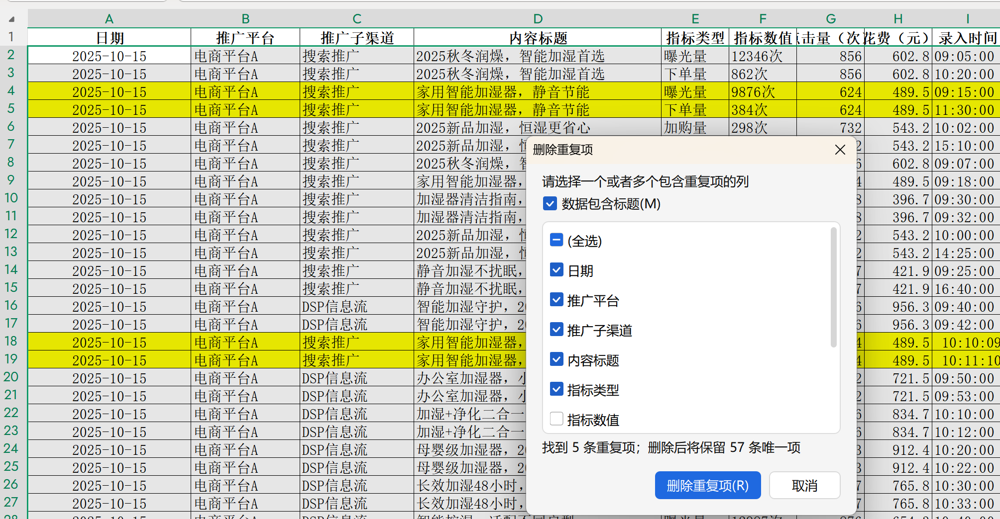 A B C D E F G H I
1 日期 推广平台 推广子渠道 内容标题 指标类型 指标数值 击量（次 花费（元） 录入时间
2 2025-10-15 电商平台A 搜索推广 2025秋冬润燥，智能加湿首选 曝光量 12346次 856 602.8 09:05:00
3 2025-10-15 电商平台A 搜索推广 2025秋冬润燥，智能加湿首选 下单量 862次 856 602.8 10:20:00
4 2025-10-15 电商平台A 搜索推广 家用智能加湿器，静音节能 曝光量 9876次 624 489.5 09:15:00
5 2025-10-15 电商平台A 搜索推广 家用智能加湿器，静音节能 下单量 384次 624 489.5 11:30:00
6 2025-10-15 电商平台A 搜索推广 2025新品加湿，恒湿更省心 加购量 298次 732 543.2 10:02:00
7 2025-10-15 电商平台A 搜索推广 2025新品加湿， 2 543.2 15:10:00
8 2025-10-15 电商平台A 搜索推广 2025秋冬润燥， 6 602.8 09:07:00
9 2025-10-15 电商平台A 搜索推广 家用智能加湿器， 4 489.5 09:18:00
10 2025-10-15 电商平台A 搜索推广 加湿器清洁指南， 8 396.7 09:30:00
11 2025-10-15 电商平台A 搜索推广 加湿器清洁指南， 8 396.7 09:32:00
12 2025-10-15 电商平台A 搜索推广 2025新品加湿， 2 543.2 10:00:00
13 2025-10-15 电商平台A 搜索推广 2025新品加湿， 2 543.2 14:25:00
14 2025-10-15 电商平台A 搜索推广 静音加湿不扰眠， 7 421.9 09:25:00
15 2025-10-15 电商平台A 搜索推广 静音加湿不扰眠， 7 421.9 16:40:00
16 2025-10-15 电商平台A DSP信息流 智能加湿守护，2 6 956.3 09:40:00
17 2025-10-15 电商平台A DSP信息流 智能加湿守护，2 6 956.3 09:42:00
18 2025-10-15 电商平台A 搜索推广 家用智能加湿器， 4 489.5 10:10:09
19 2025-10-15 电商平台A 搜索推广 家用智能加湿器， 4 489.5 10:11:10
20 2025-10-15 电商平台A DSP信息流 办公室加湿器， 2 721.5 09:50:00
21 2025-10-15 电商平台A DSP信息流 办公室加湿器， 2 721.5 09:53:00
22 2025-10-15 电商平台A DSP信息流 加湿+净化二合一 6 834.7 10:10:00
23 2025-10-15 电商平台A DSP信息流 加湿+净化二合一 6 834.7 10:12:00
24 2025-10-15 电商平台A DSP信息流 母婴级加湿器，2 3 912.4 10:20:00
25 2025-10-15 电商平台A DSP信息流 母婴级加湿器，2 3 912.4 10:22:00
26 2025-10-15 电商平台A DSP信息流 长效加湿48小时， 7 765.8 10:30:00
27 2025-10-15 电商平台A DSP信息流 长效加湿48小时， 7 765.8 10:33:00
删除重复项
请选择一个或者多个包含重复项的列
数据包含标题(M)
(全选)
日期
推广平台
推广子渠道
内容标题
指标类型
指标数值
找到 5 条重复项；删除后将保留 57 条唯一项
删除重复项(R) 取消